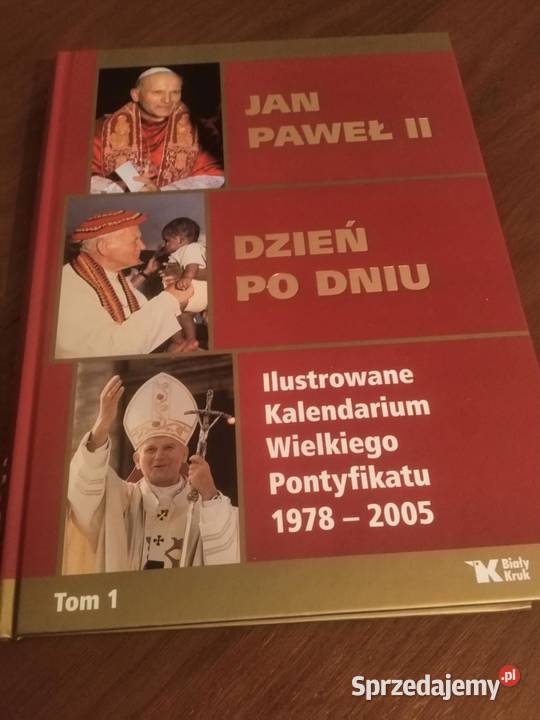 JAN
PAWEŁ II
DZIEŃ
PO DNIU
Ilustrowane
Kalendarium
Wielkiego
Pontyfikatu
1978 – 2005
Biały
Kruk
Tom 1
Sprzedajemy.pl